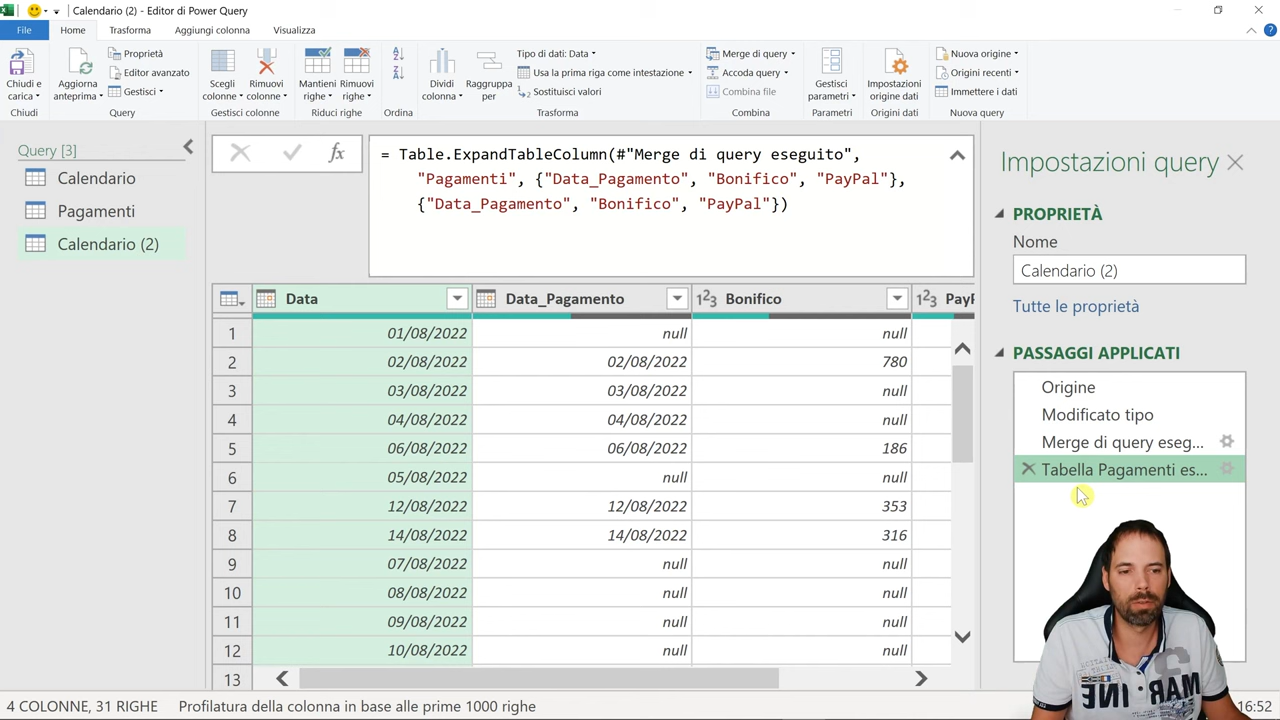 Calendario (2) - Editor di Power Query
File Home Trasforma Aggiungi colonna Visualizza
Chiudi e carica
Chiudi
Aggiorna anteprima
Proprietà
Editor avanzato
Gestisci
Query
Scegli colonne
Rimuovi colonne
Gestisci colonne
Mantieni righe
Rimuovi righe
Riduci righe
Ordina
Dividi colonna
Raggruppa per
Tipo di dati: Data
Usa la prima riga come intestazione
Sostituisci valori
Trasforma
Merge di query
Accoda query
Combina file
Combina
Gestisci parametri
Parametri
Impostazioni origine dati
Origini dati
Nuova origine
Origini recenti
Immettere i dati
Nuova query
Query [3]
Calendario
Pagamenti
Calendario (2)
fx
= Table.ExpandTableColumn(#"Merge di query eseguito",
"Pagamenti", {"Data_Pagamento", "Bonifico", "PayPal"},
{"Data_Pagamento", "Bonifico", "PayPal"})
Data Data_Pagamento 123 Bonifico 123 PayP
1 01/08/2022 null null
2 02/08/2022 02/08/2022 780
3 03/08/2022 03/08/2022 null
4 04/08/2022 04/08/2022 null
5 06/08/2022 06/08/2022 186
6 05/08/2022 null null
7 12/08/2022 12/08/2022 353
8 14/08/2022 14/08/2022 316
9 07/08/2022 null null
10 08/08/2022 null null
11 09/08/2022 null null
12 10/08/2022 null null
13
Impostazioni query
PROPRIETÀ
Nome
Calendario (2)
Tutte le proprietà
PASSAGGI APPLICATI
Origine
Modificato tipo
Merge di query eseg...
Tabella Pagamenti es...
4 COLONNE, 31 RIGHE Profilatura della colonna in base alle prime 1000 righe
16:52